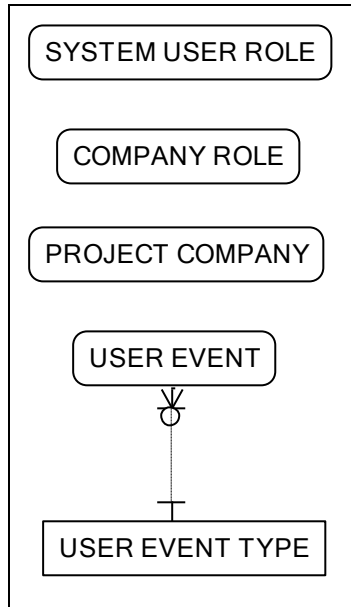 SYSTEM USER ROLE
COMPANY ROLE
PROJECT COMPANY
USER EVENT
USER EVENT TYPE